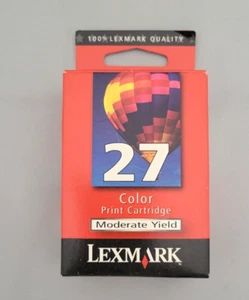 100% LEXMARK QUALITY
27
Color
Print Cartridge
Moderate Yield
LEXMARK